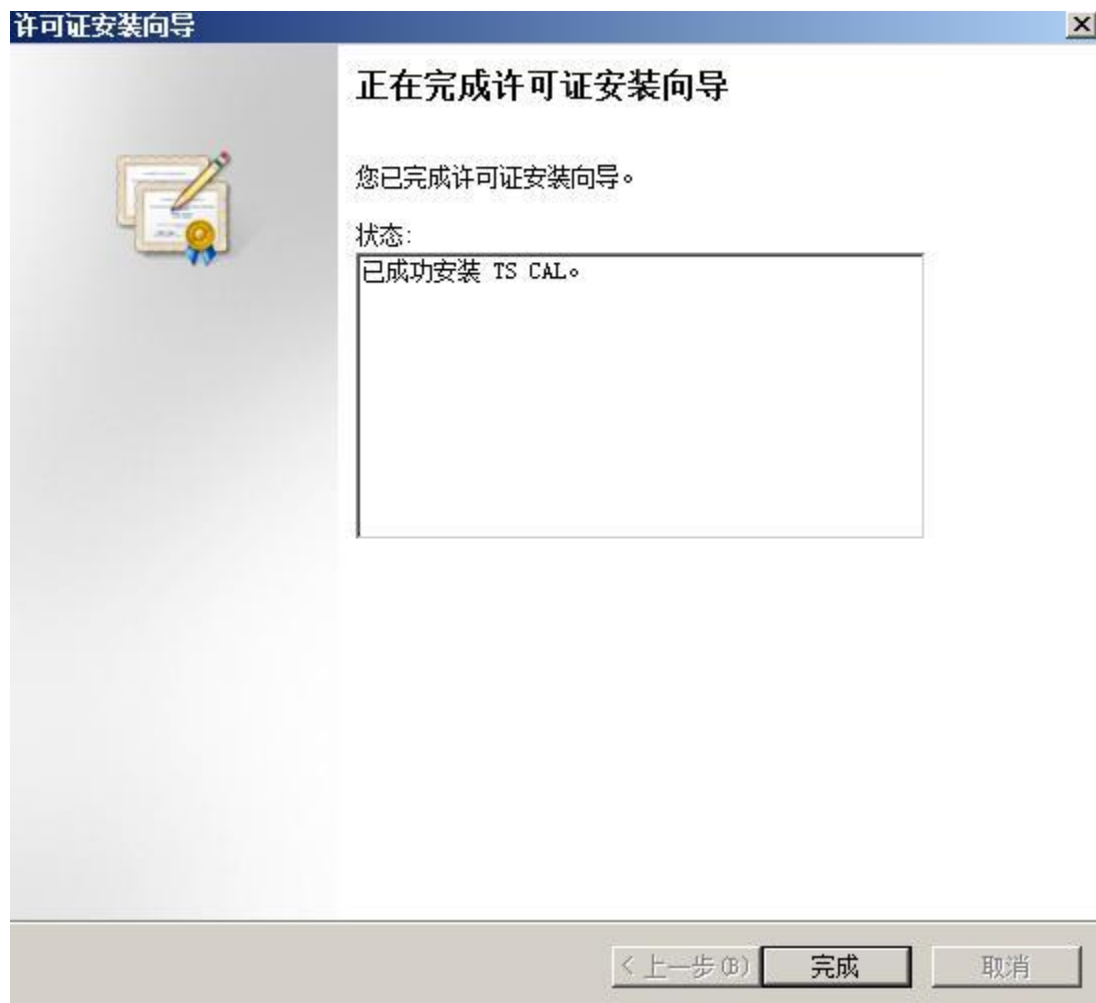 许可证安装向导
正在完成许可证安装向导
您已完成许可证安装向导。
状态:
已成功安装 TS CAL。
< 上一步(B)
完成
取消